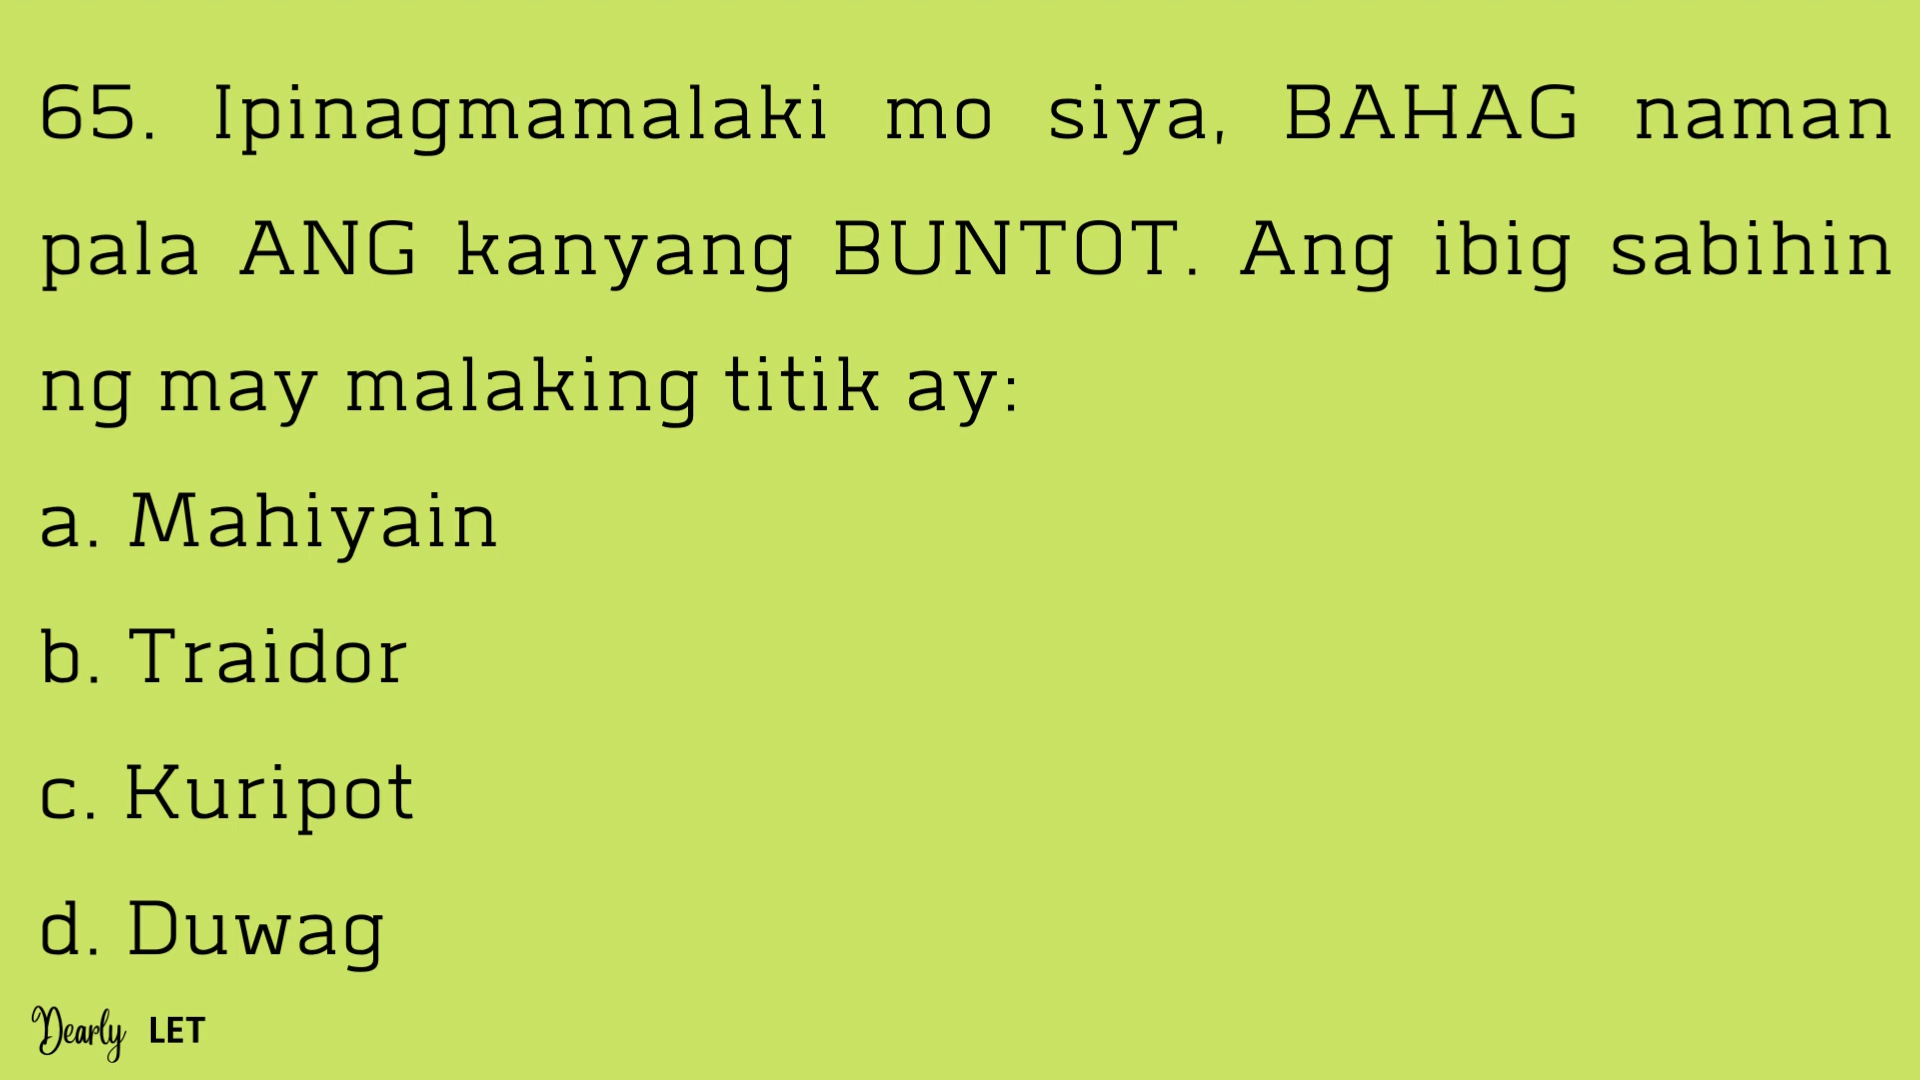 65. Ipinagmamalaki mo siya, BAHAG naman
pala ANG kanyang BUNTOT. Ang ibig sabihin
ng may malaking titik ay:
a. Mahiyain
b. Traidor
c. Kuripot
d. Duwag
Dearly LET